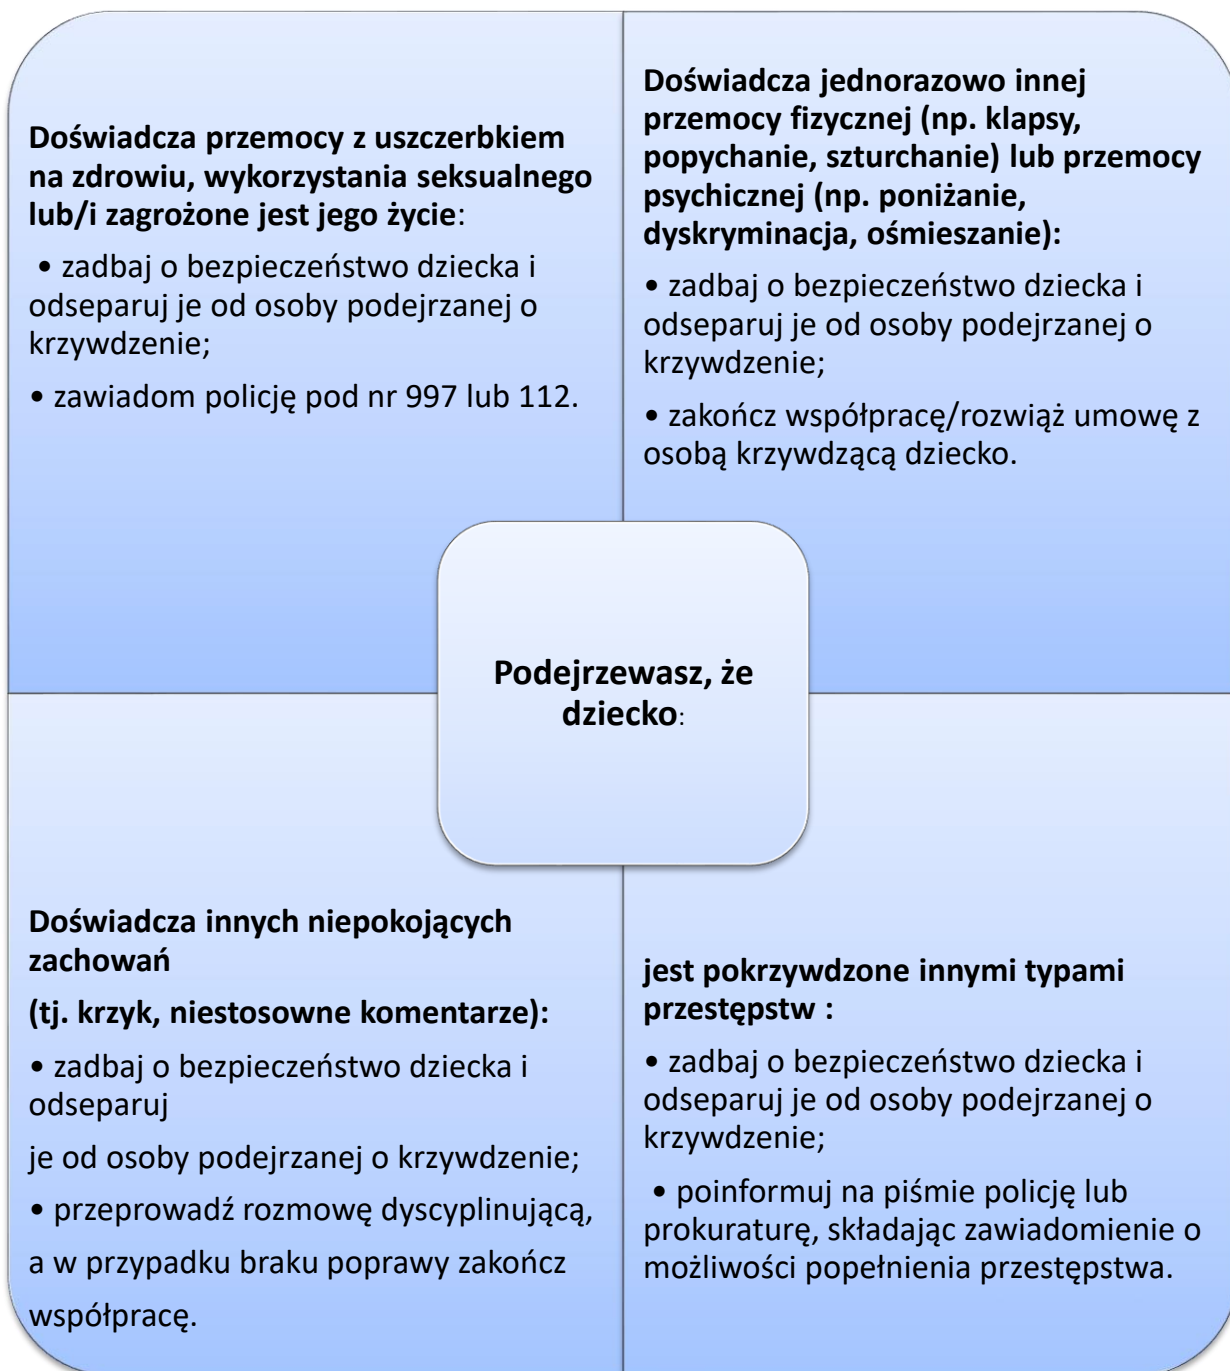 Doświadcza przemocy z uszczerbkiem
na zdrowiu, wykorzystania seksualnego
lub/i zagrożone jest jego życie:
• zadbaj o bezpieczeństwo dziecka i
odseparuj je od osoby podejrzanej o
krzywdzenie;
• zawiadom policję pod nr 997 lub 112.
Doświadcza jednorazowo innej
przemocy fizycznej (np. klapsy,
popychanie, szturchanie) lub przemocy
psychicznej (np. poniżanie,
dyskryminacja, ośmieszanie):
• zadbaj o bezpieczeństwo dziecka i
odseparuj je od osoby podejrzanej o
krzywdzenie;
• zakończ współpracę/rozwiąż umowę z
osobą krzywdzącą dziecko.
Podejrzewasz, że
dziecko:
Doświadcza innych niepokojących
zachowań
(tj. krzyk, niestosowne komentarze):
• zadbaj o bezpieczeństwo dziecka i
odseparuj
je od osoby podejrzanej o krzywdzenie;
• przeprowadź rozmowę dyscyplinującą,
a w przypadku braku poprawy zakończ
współpracę.
jest pokrzywdzone innymi typami
przestępstw :
• zadbaj o bezpieczeństwo dziecka i
odseparuj je od osoby podejrzanej o
krzywdzenie;
• poinformuj na piśmie policję lub
prokuraturę, składając zawiadomienie o
możliwości popełnienia przestępstwa.